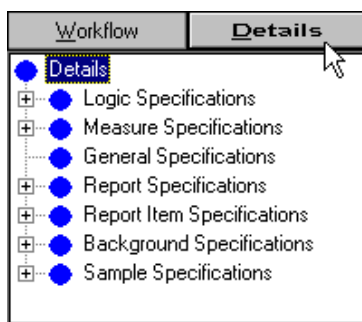 Workflow Details
Details
Logic Specifications
Measure Specifications
General Specifications
Report Specifications
Report Item Specifications
Background Specifications
Sample Specifications